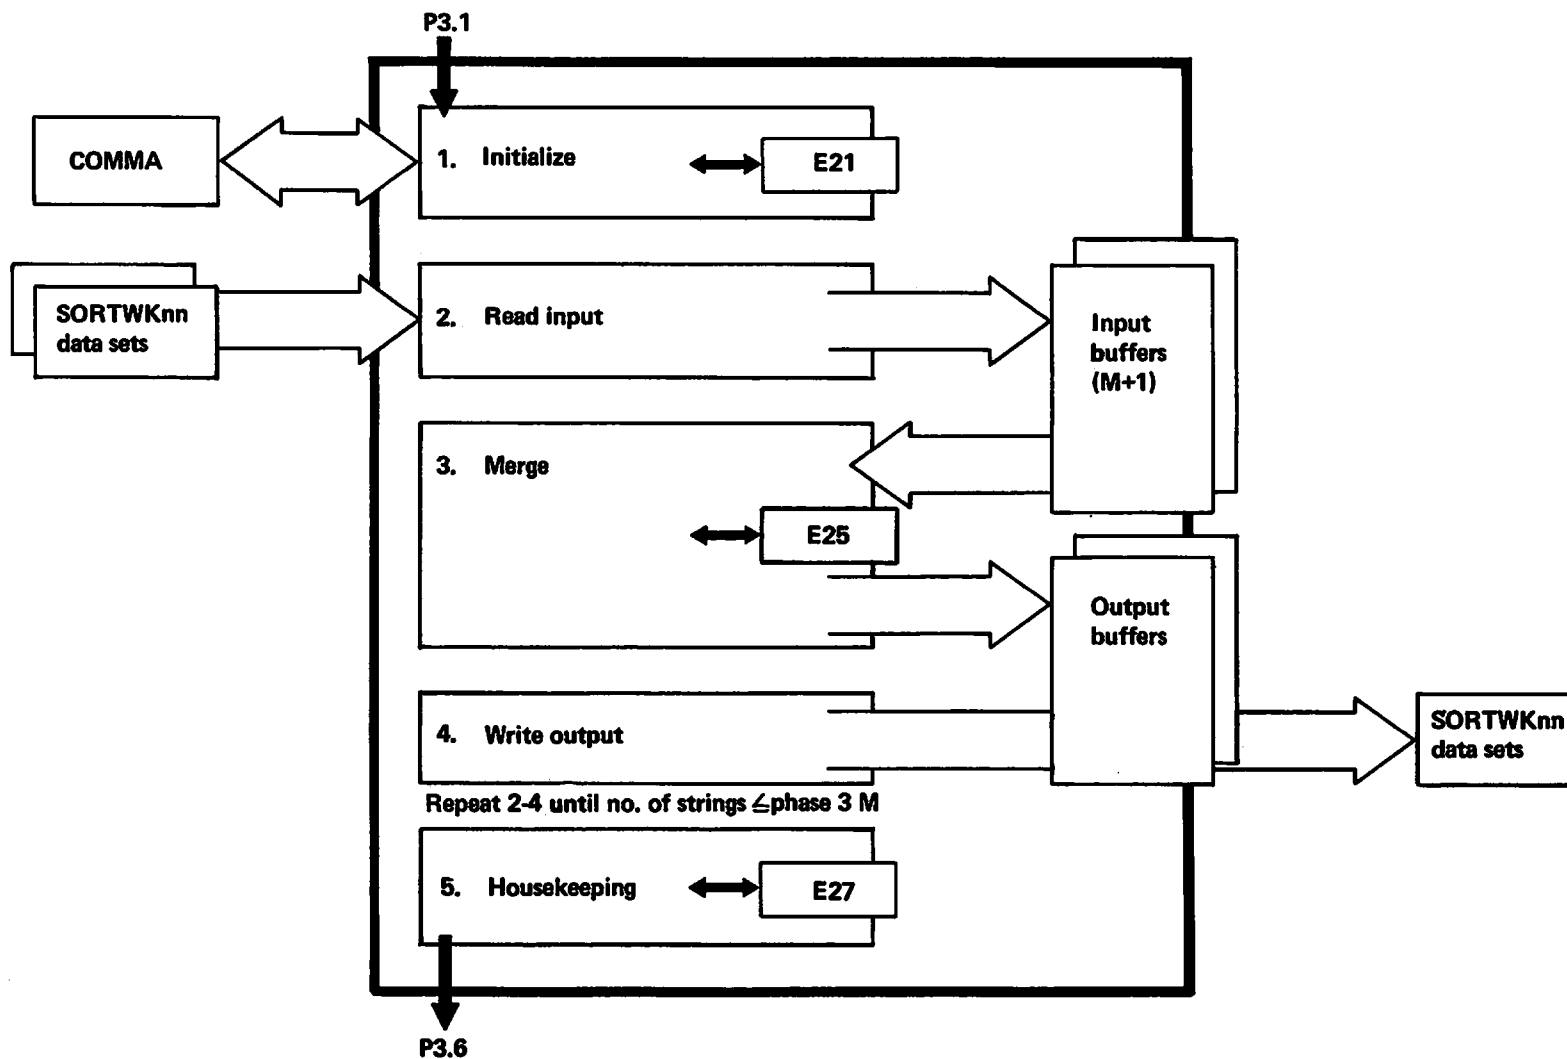 P3.1
COMMA
1. Initialize
E21
SORTWKnn
data sets
2. Read input
Input
buffers
(M+1)
3. Merge
E25
Output
buffers
4. Write output
SORTWKnn
data sets
Repeat 2-4 until no. of strings ≤phase 3 M
5. Housekeeping
E27
P3.6